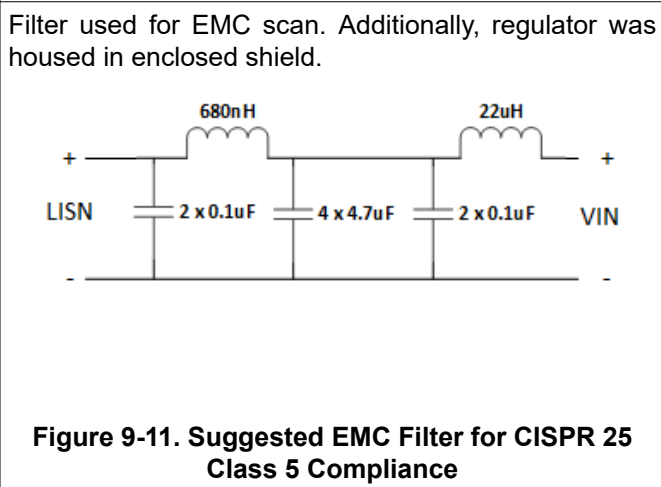 Filter used for EMC scan. Additionally, regulator was
housed in enclosed shield.
680nH
22uH
+
+
LISN
2 x 0.1uF
4 x 4.7uF
2 x 0.1uF
VIN
-
-
Figure 9-11. Suggested EMC Filter for CISPR 25
Class 5 Compliance